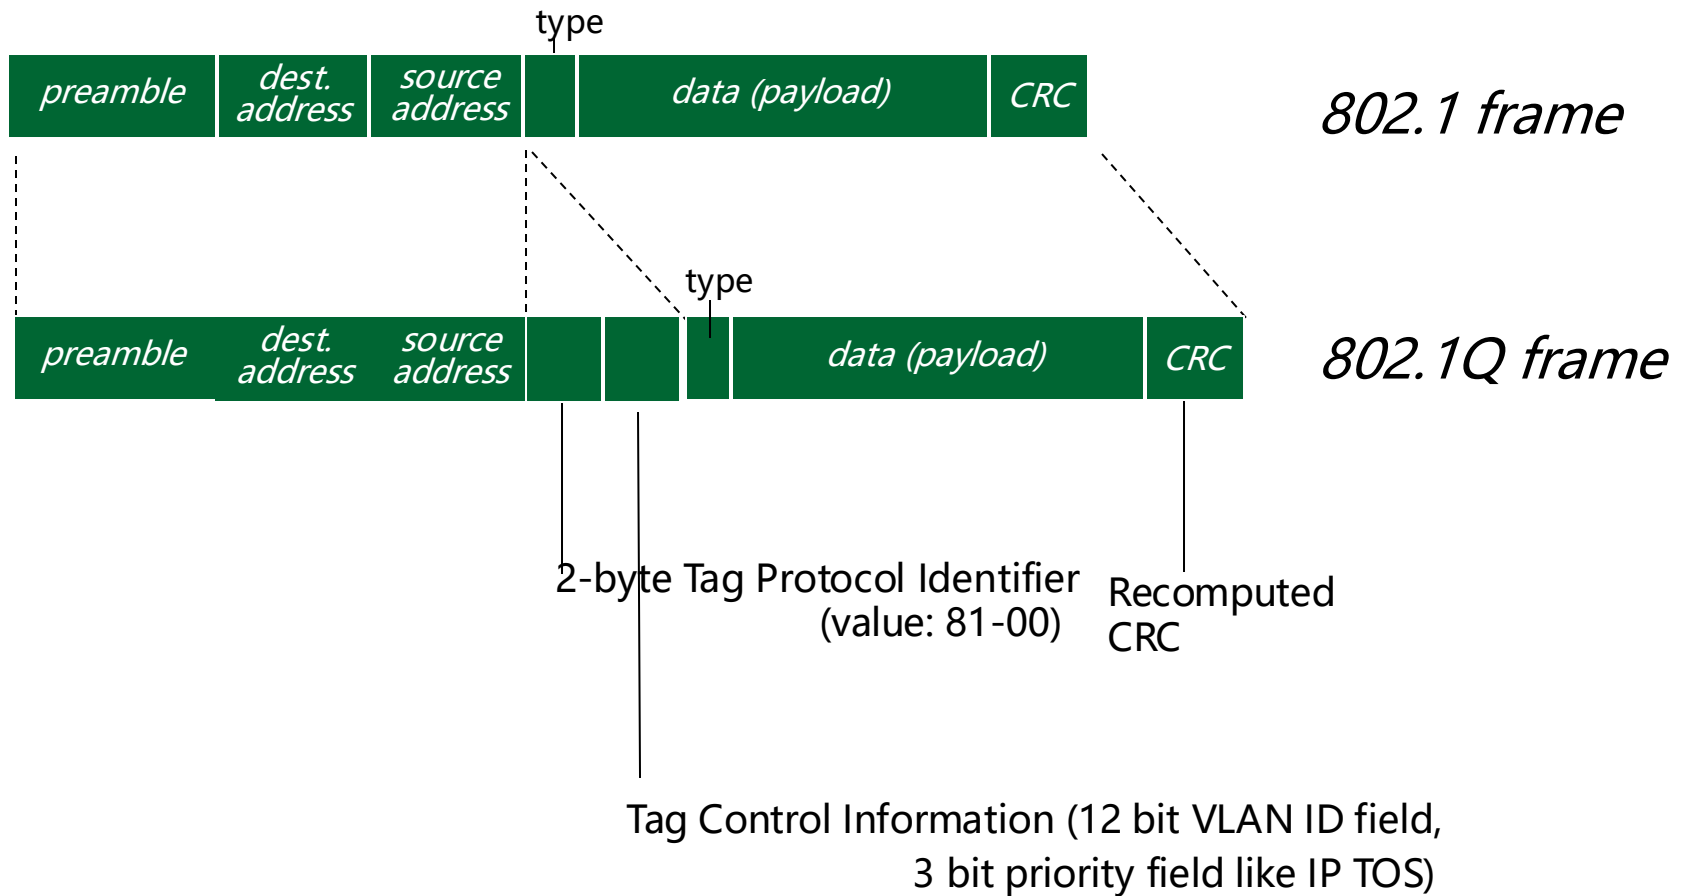 type
preamble
dest.
address
source
address
data (payload)
CRC
802.1 frame
type
preamble
dest.
address
source
address
data (payload)
CRC
802.1Q frame
2-byte Tag Protocol Identifier
(value: 81-00)
Recomputed
CRC
Tag Control Information (12 bit VLAN ID field,
3 bit priority field like IP TOS)